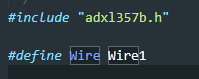 #include "adxl357b.h"
#define Wire Wire1